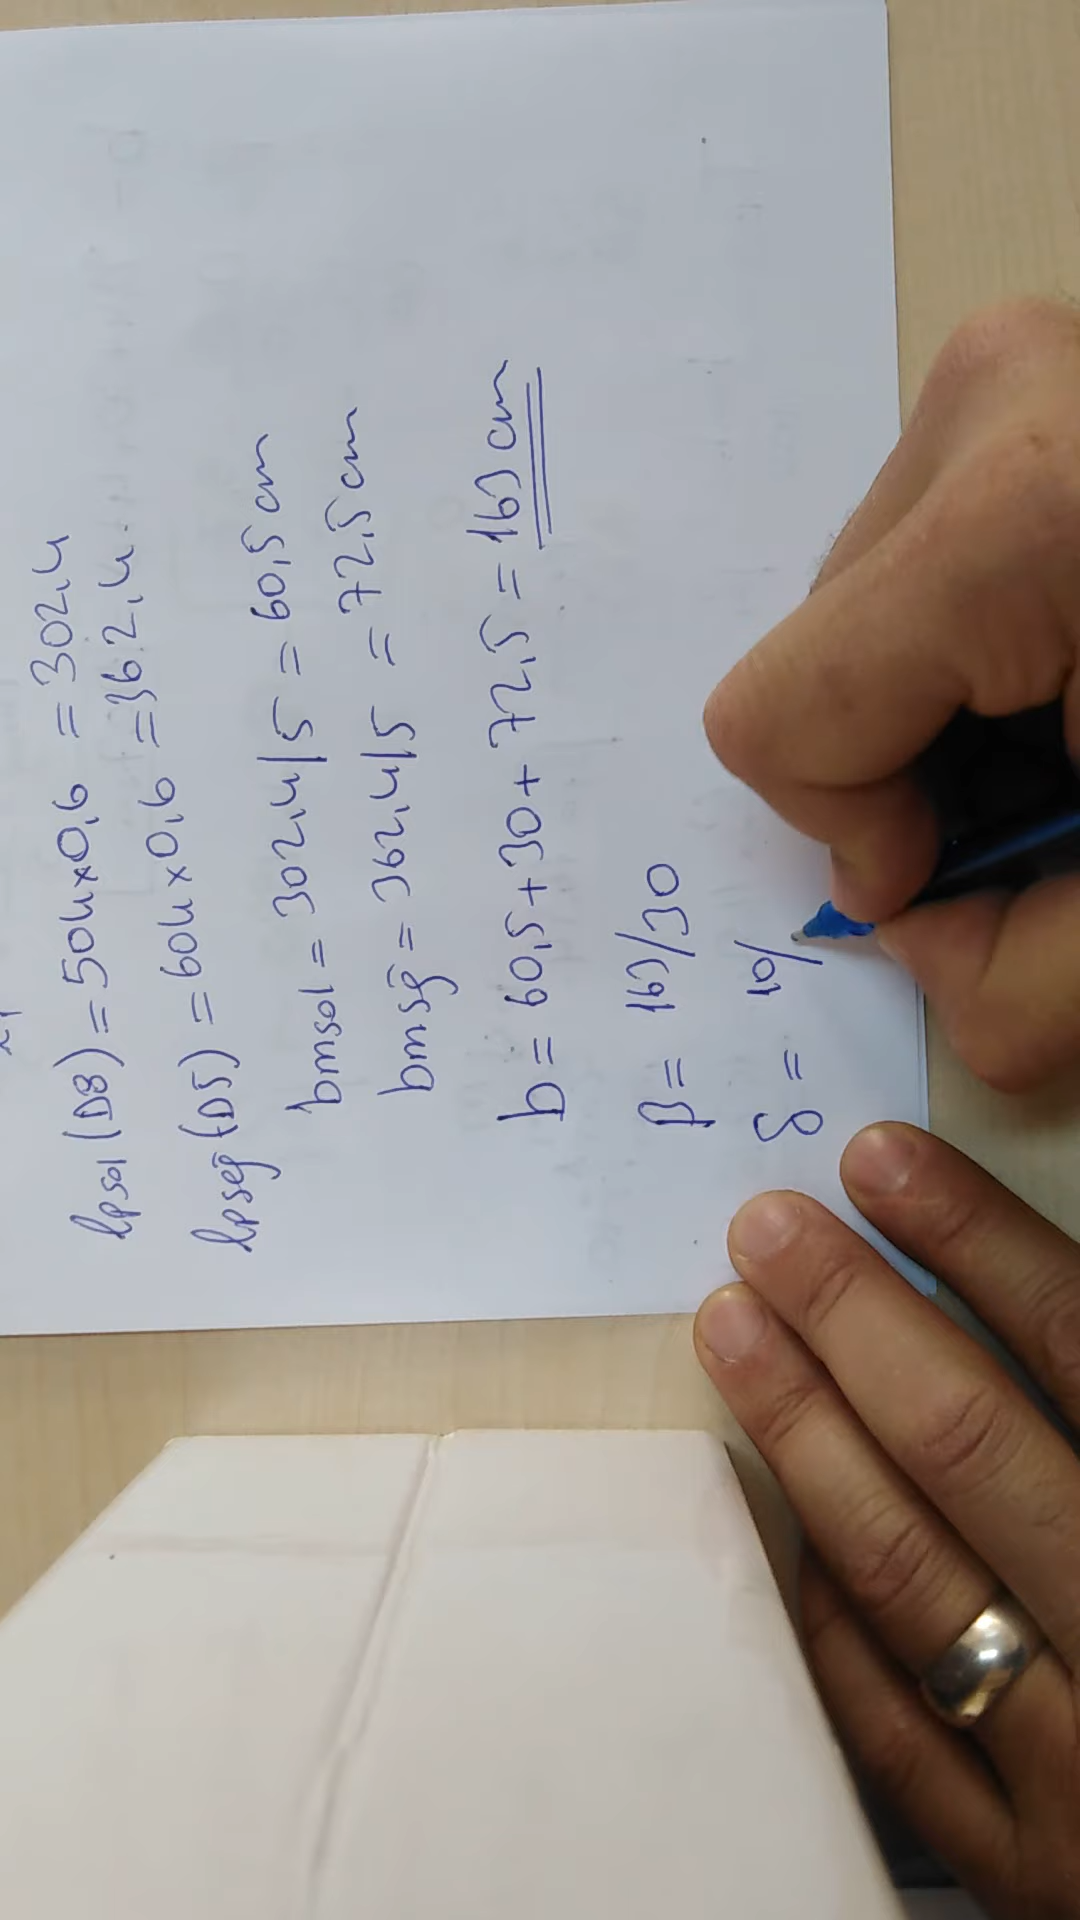 lpsol (D8) = 504 x 0,6 = 302,4
lpsağ (D5) = 604 x 0,6 = 362,4
bmsol = 302,4/5 = 60,5 cm
bmsğ = 362,4/5 = 72,5 cm
b = 60,5 + 30 + 72,5 = 163 cm
β = 163/30
δ = 10/